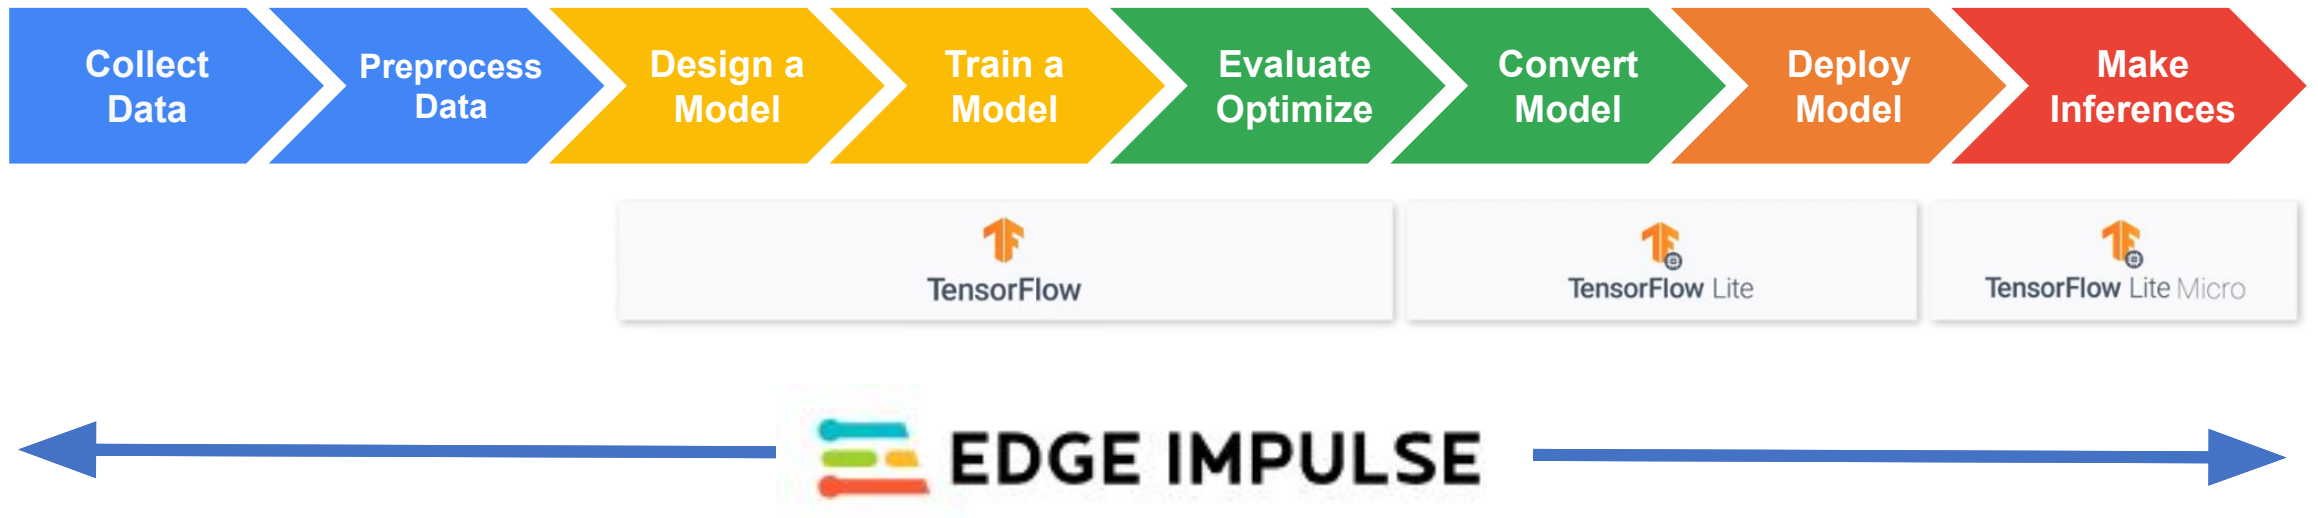 Collect
Data
Preprocess
Data
Design a
Model
Train a
Model
Evaluate
Optimize
Convert
Model
Deploy
Model
Make
Inferences
TensorFlow
TensorFlow Lite
TensorFlow Lite Micro
EDGE IMPULSE